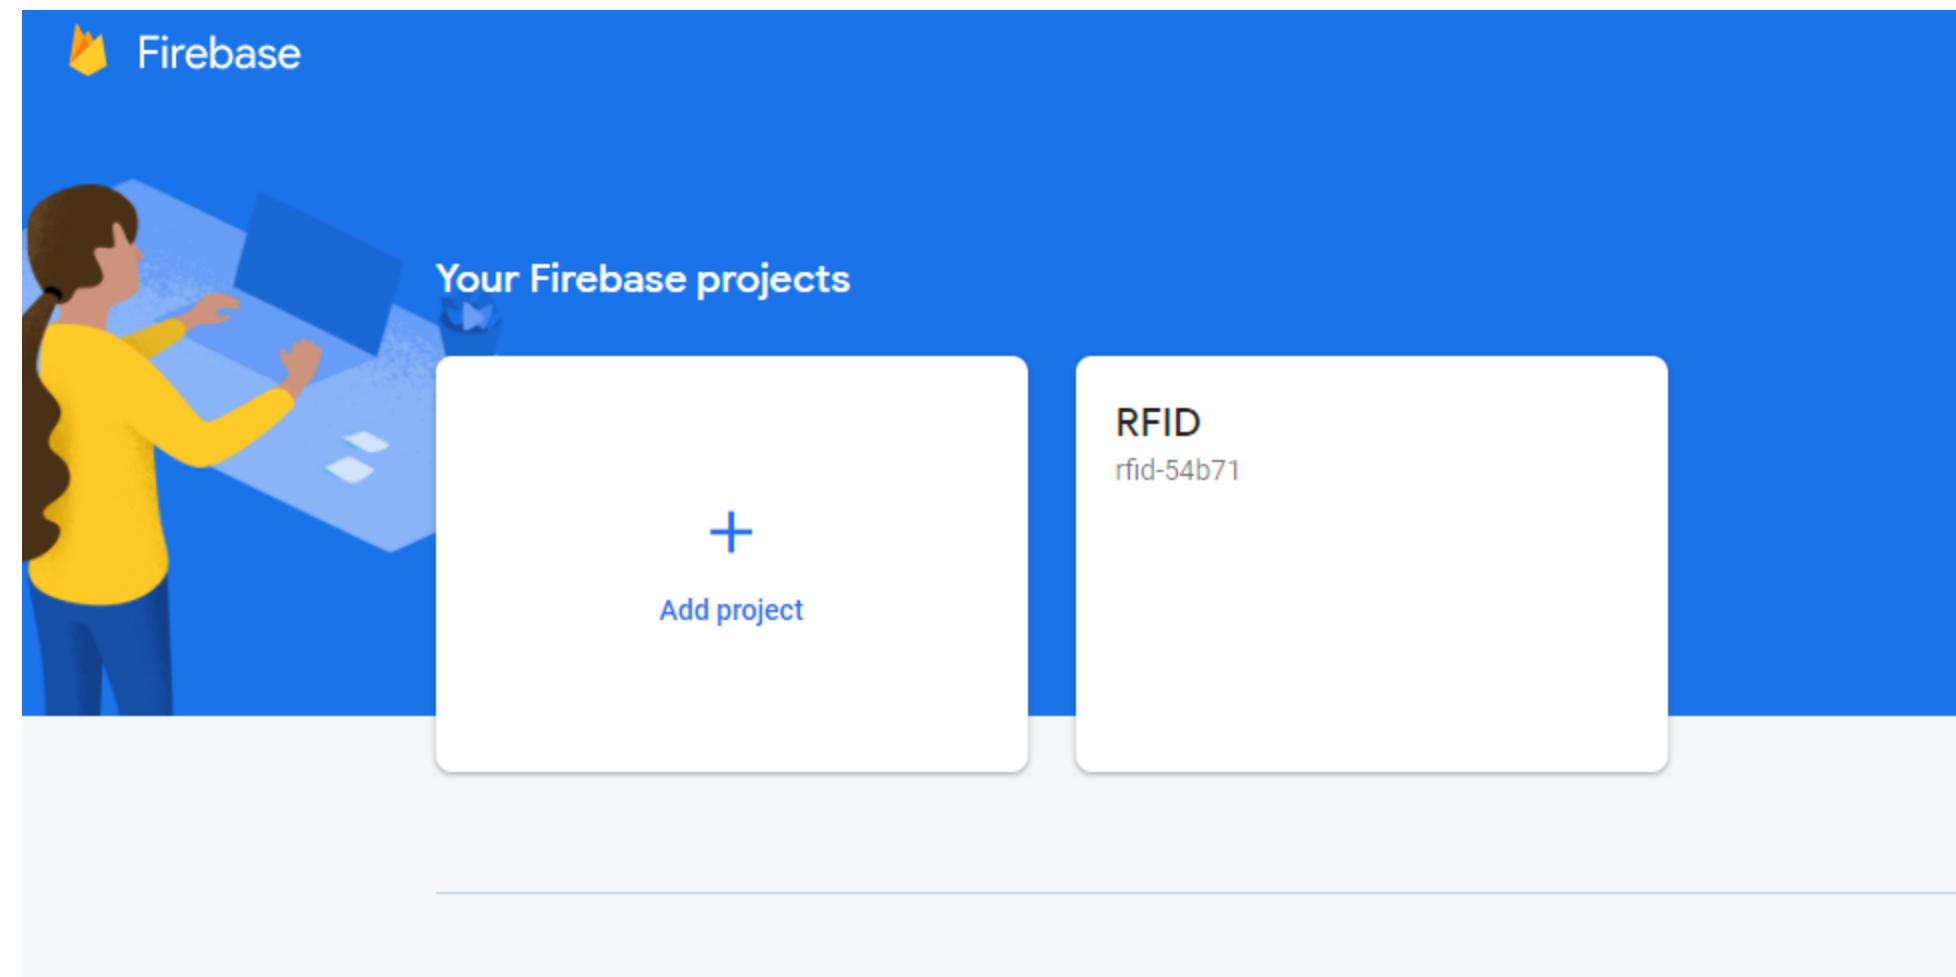 Firebase
Your Firebase projects
Add project
RFID
rfid-54b71